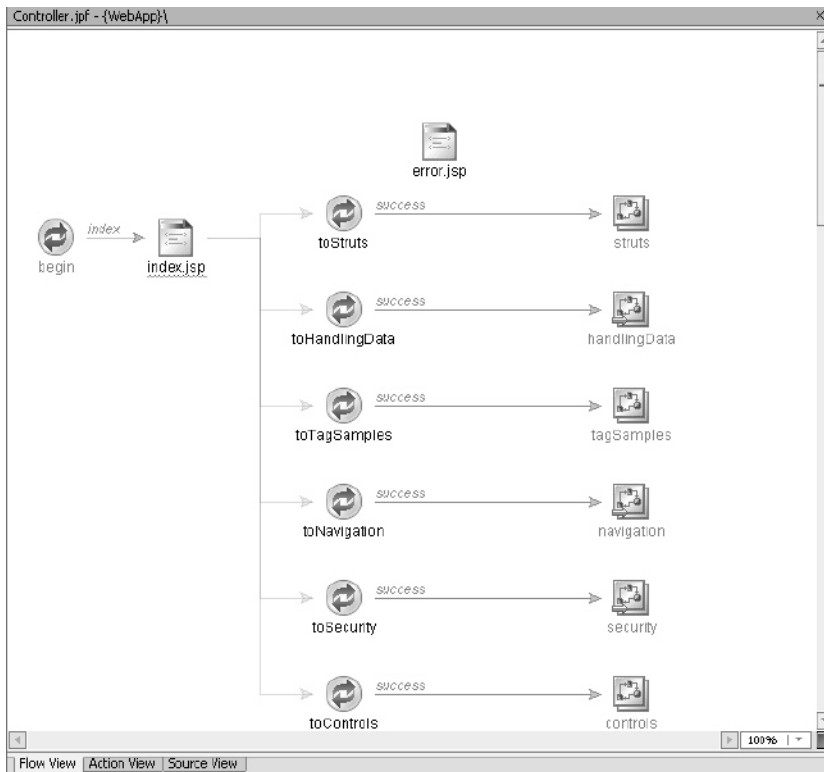 Controller.jpf - {WebApp}\
error.jsp
begin
index
index.jsp
toStruts
success
struts
toHandlingData
success
handlingData
toTagSamples
success
tagSamples
toNavigation
success
navigation
toSecurity
success
security
toControls
success
controls
100%
Flow View
Action View
Source View